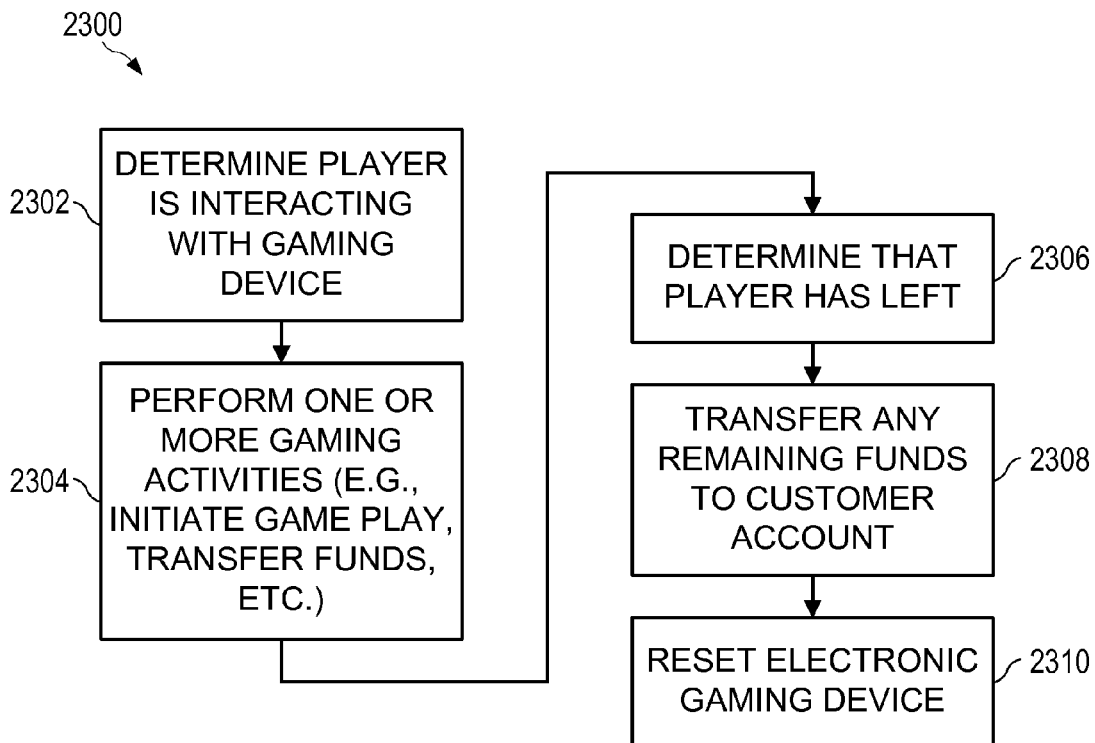 2300
2302
DETERMINE PLAYER
IS INTERACTING
WITH GAMING
DEVICE
2304
PERFORM ONE OR
MORE GAMING
ACTIVITIES (E.G.,
INITIATE GAME PLAY,
TRANSFER FUNDS,
ETC.)
DETERMINE THAT
PLAYER HAS LEFT
2306
TRANSFER ANY
REMAINING FUNDS
TO CUSTOMER
ACCOUNT
2308
RESET ELECTRONIC
GAMING DEVICE
2310